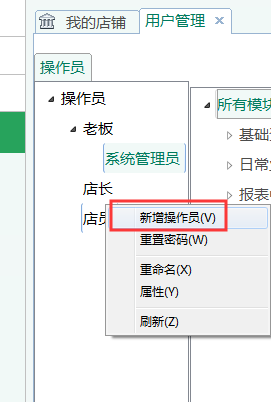 我的店铺 用户管理
操作员
操作员
老板
系统管理员
店长
店员
新增操作员(V)
重置密码(W)
重命名(X)
属性(Y)
刷新(Z)
所有模块
基础
日常
报表